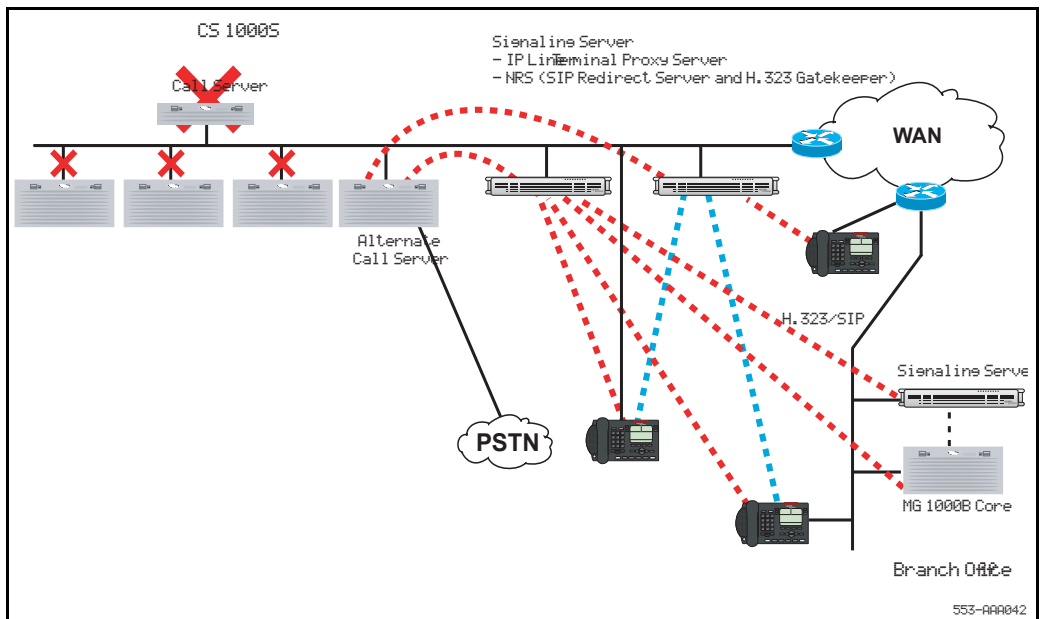 CS 1000S
Signaling Server
- IP Line Terminal Proxy Server
- NRS (SIP Redirect Server and H.323 Gatekeeper)
Call Server
WAN
Alternate
Call Server
H.323/SIP
Signaling Serve
PSTN
MG 1000B Core
Branch Office
553-AAA042